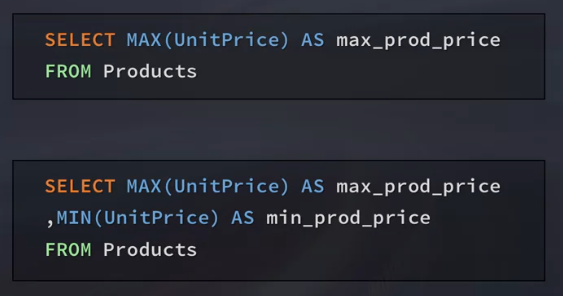 SELECT MAX(UnitPrice) AS max_prod_price
FROM Products
SELECT MAX(UnitPrice) AS max_prod_price
,MIN(UnitPrice) AS min_prod_price
FROM Products